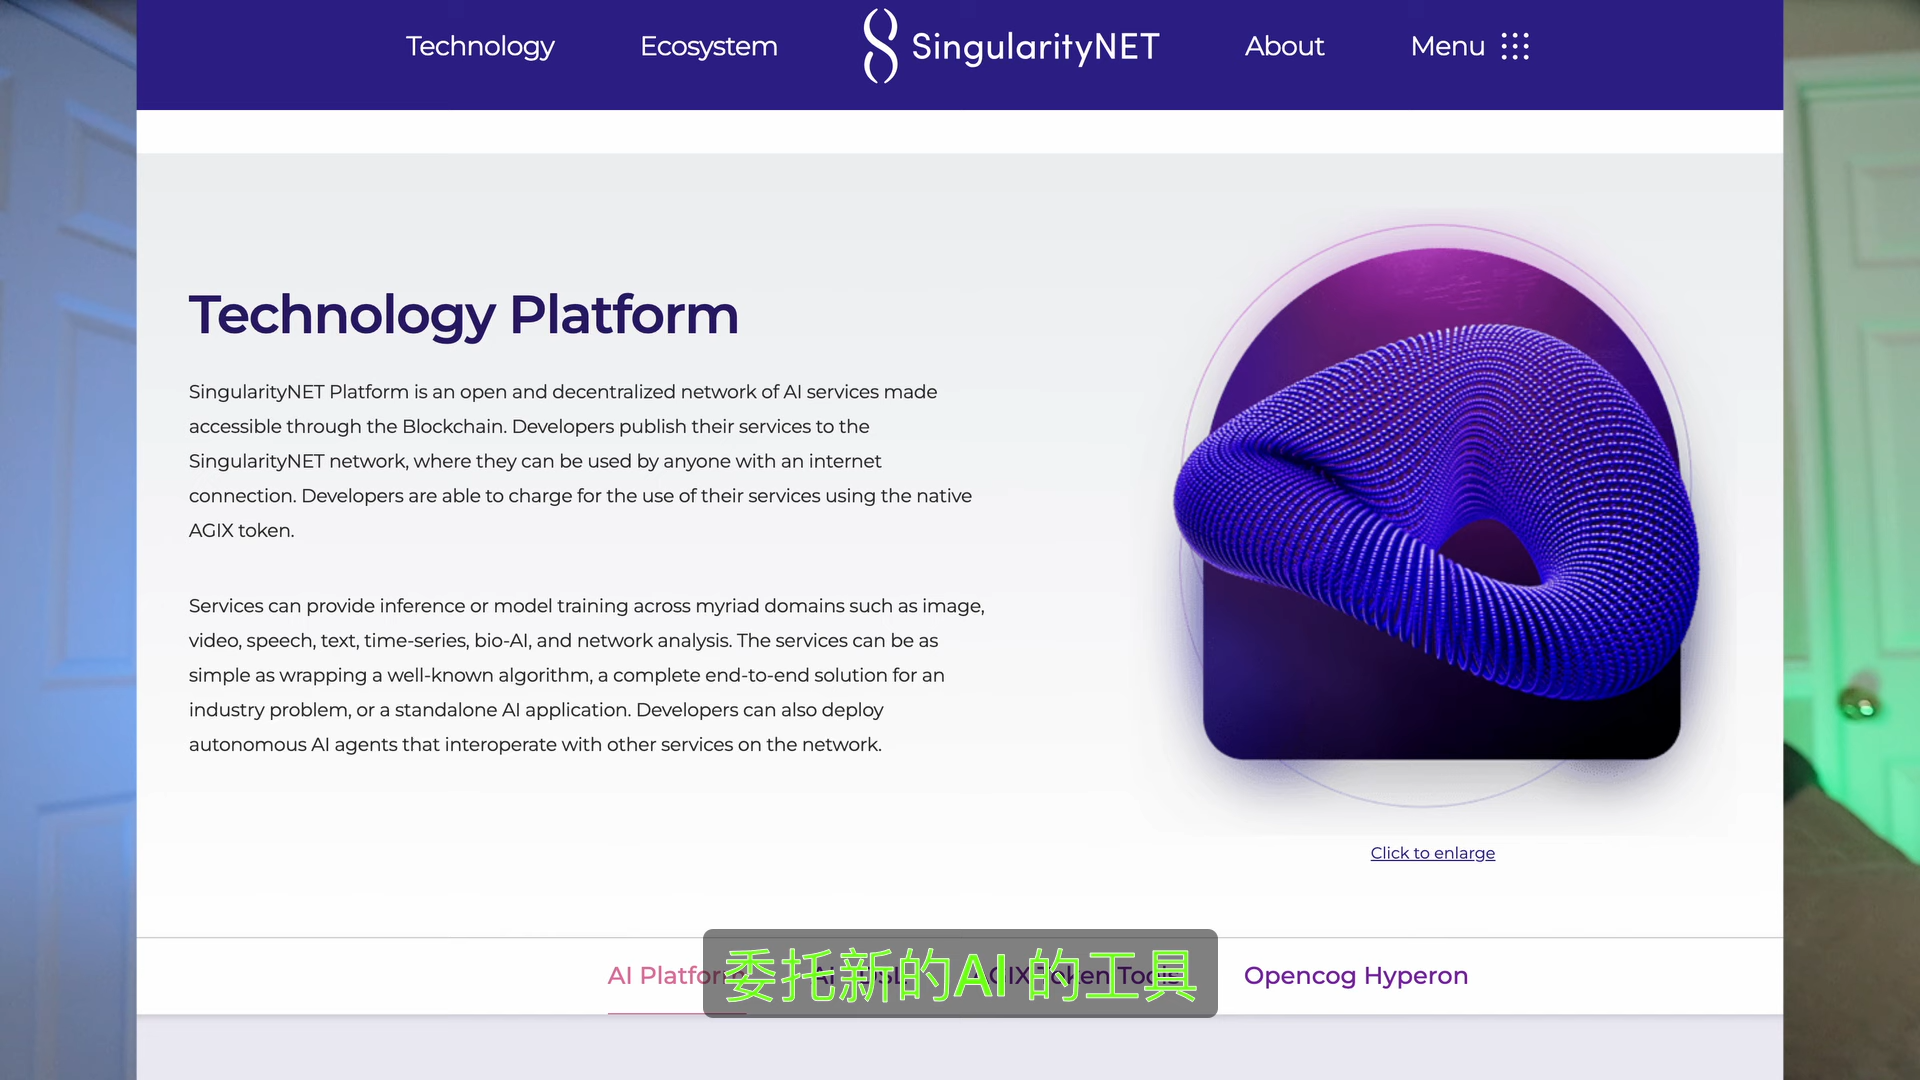 Technology
Ecosystem
SingularityNET
About
Menu
Technology Platform
SingularityNET Platform is an open and decentralized network of AI services made
accessible through the Blockchain. Developers publish their services to the
SingularityNET network, where they can be used by anyone with an internet
connection. Developers are able to charge for the use of their services using the native
AGIX token.
Services can provide inference or model training across myriad domains such as image,
video, speech, text, time-series, bio-AI, and network analysis. The services can be as
simple as wrapping a well-known algorithm, a complete end-to-end solution for an
industry problem, or a standalone AI application. Developers can also deploy
autonomous AI agents that interoperate with other services on the network.
Click to enlarge
AI Platform
AGIX Token Tools
Opencog Hyperon
委托新的AI 的工具